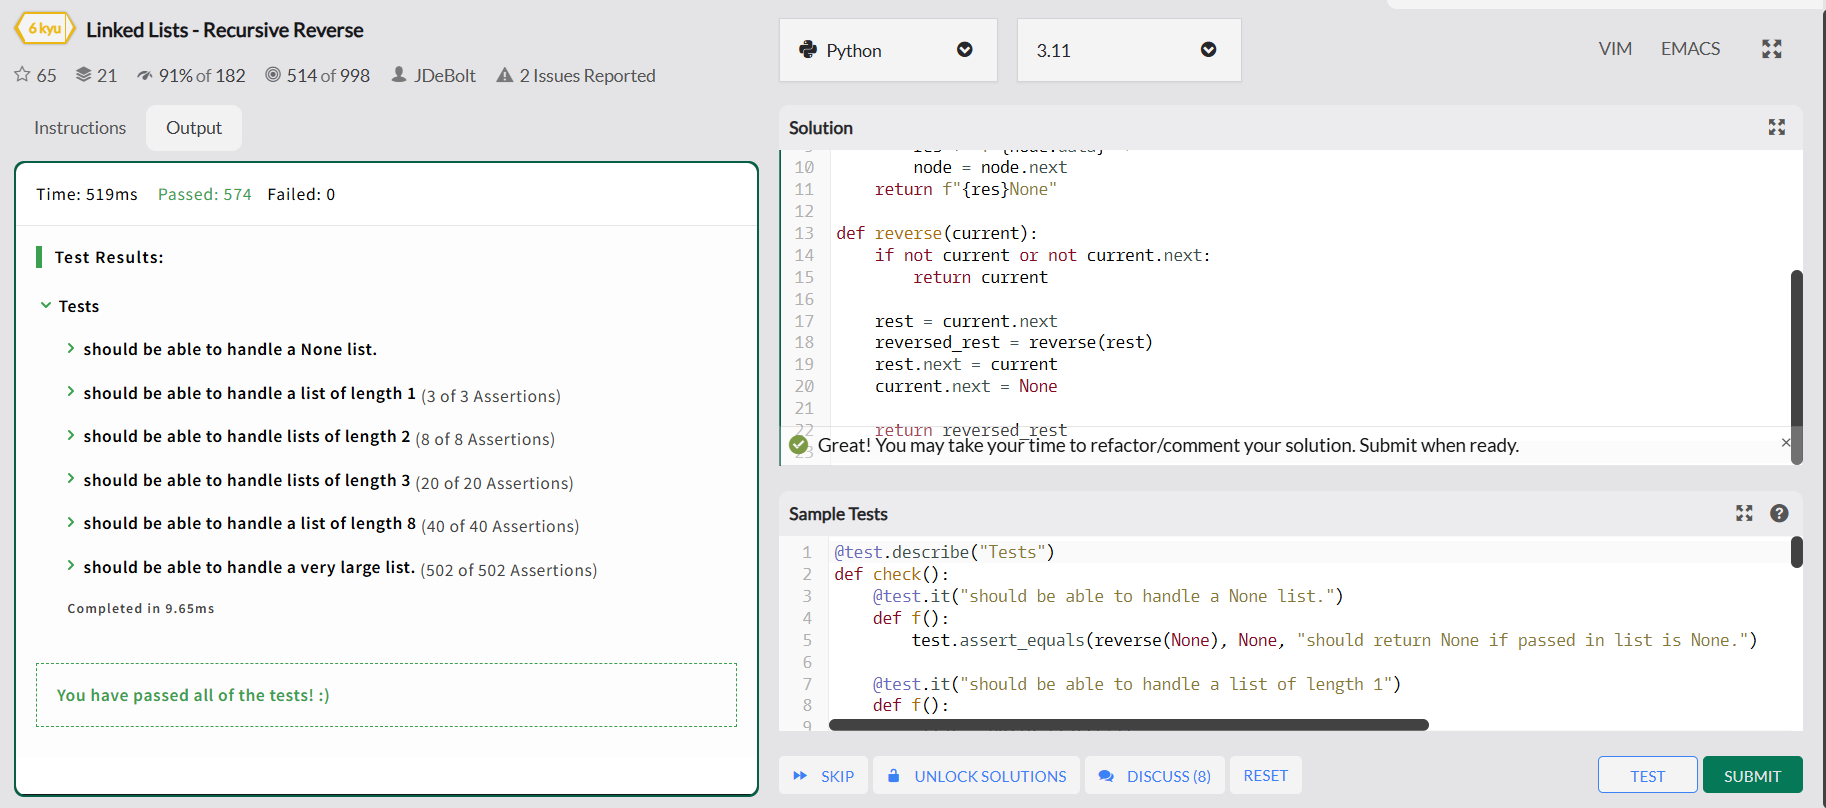 6 kyu
Linked Lists - Recursive Reverse
65 21 91% of 182 514 of 998 JDeBolt 2 Issues Reported
Instructions Output
Time: 519ms Passed: 574 Failed: 0
Test Results:
Tests
should be able to handle a None list.
should be able to handle a list of length 1 (3 of 3 Assertions)
should be able to handle lists of length 2 (8 of 8 Assertions)
should be able to handle lists of length 3 (20 of 20 Assertions)
should be able to handle a list of length 8 (40 of 40 Assertions)
should be able to handle a very large list. (502 of 502 Assertions)
Completed in 9.65ms
You have passed all of the tests! :)
Python 3.11 VIM EMACS
Solution
10 node = node.next
11 return f"{res}None"
12
13 def reverse(current):
14 if not current or not current.next:
15 return current
16
17 rest = current.next
18 reversed_rest = reverse(rest)
19 rest.next = current
20 current.next = None
21
22 return reversed_rest
23
Great! You may take your time to refactor/comment your solution. Submit when ready.
Sample Tests
1 @test.describe("Tests")
2 def check():
3 @test.it("should be able to handle a None list.")
4 def f():
5 test.assert_equals(reverse(None), None, "should return None if passed in list is None.")
6
7 @test.it("should be able to handle a list of length 1")
8 def f():
9
SKIP UNLOCK SOLUTIONS DISCUSS (8) RESET TEST SUBMIT